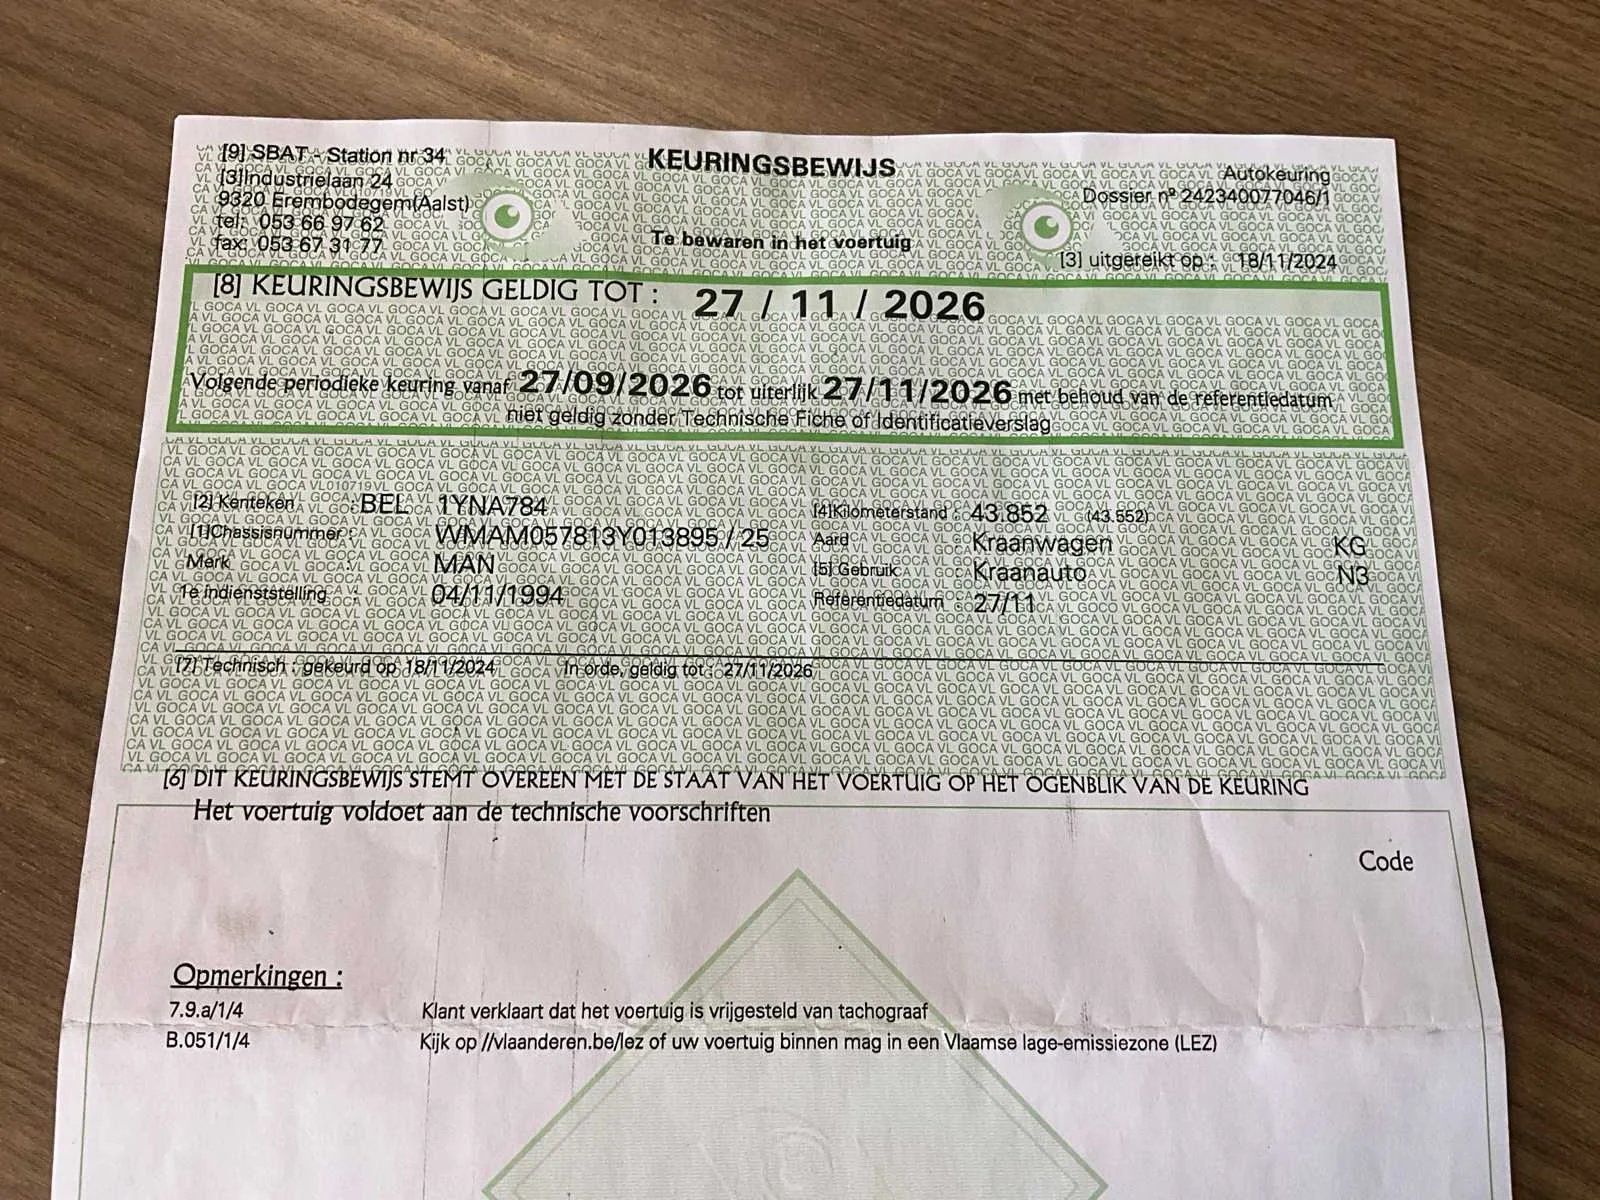 [9] SBAT - Station nr 34
[3]Industrielaan 24
9320 Erembodegem(Aalst)
tel: 053 66 97 62
fax: 053 67 31 77
KEURINGSBEWIJS
Te bewaren in het voertuig
Autokeuring
Dossier nº 242340077046/1
[3] uitgereikt op : 18/11/2024
[8] KEURINGSBEWIJS GELDIG TOT : 27 / 11 / 2026
Volgende periodieke keuring vanaf 27/09/2026 tot uiterlijk 27/11/2026 met behoud van de referentiedatum
niet geldig zonder Technische Fiche of Identificatieverslag
[2] Kenteken : BEL 1YNA784
[1]Chassisnummer : WMAM057813Y013895 / 25
Merk : MAN
1e indienststelling : 04/11/1994
[4]Kilometerstand : 43.852 (43.552)
Aard : Kraanwagen KG
[5] Gebruik : Kraanauto N3
Referentiedatum : 27/11
[7] Technisch : gekeurd op 18/11/2024 In orde, geldig tot : 27/11/2026
[6] DIT KEURINGSBEWIJS STEMT OVEREEN MET DE STAAT VAN HET VOERTUIG OP HET OGENBLIK VAN DE KEURING
Het voertuig voldoet aan de technische voorschriften
Code
Opmerkingen :
7.9.a/1/4 Klant verklaart dat het voertuig is vrijgesteld van tachograaf
B.051/1/4 Kijk op //vlaanderen.be/lez of uw voertuig binnen mag in een Vlaamse lage-emissiezone (LEZ)